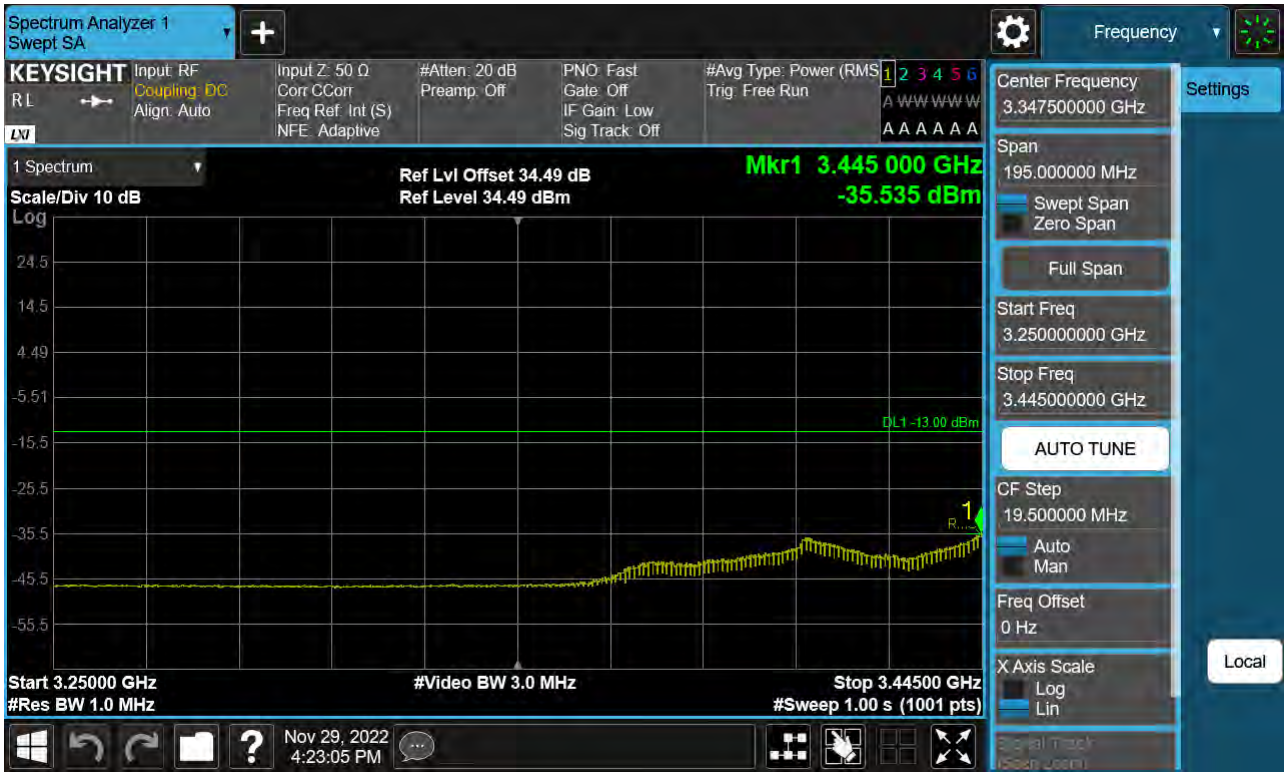 Spectrum Analyzer 1
Swept SA
+
Frequency
KEYSIGHT
RL
LXI
Input: RF
Coupling: DC
Align: Auto
Input Z: 50 Ω
Corr CCorr
Freq Ref: Int (S)
NFE: Adaptive
#Atten: 20 dB
Preamp: Off
PNO: Fast
Gate: Off
IF Gain: Low
Sig Track: Off
#Avg Type: Power (RMS
Trig: Free Run
1 2 3 4 5 6
A W W W W W
A A A A A A
1 Spectrum
Scale/Div 10 dB
Log
Ref Lvl Offset 34.49 dB
Ref Level 34.49 dBm
Mkr1 3.445 000 GHz
-35.535 dBm
24.5
14.5
4.49
-5.51
-15.5
-25.5
-35.5
-45.5
-55.5
DL1 -13.00 dBm
1
Start 3.25000 GHz
#Res BW 1.0 MHz
#Video BW 3.0 MHz
Stop 3.44500 GHz
#Sweep 1.00 s (1001 pts)
?
Nov 29, 2022
4:23:05 PM
Center Frequency
3.347500000 GHz
Span
195.000000 MHz
Swept Span
Zero Span
Full Span
Start Freq
3.250000000 GHz
Stop Freq
3.445000000 GHz
AUTO TUNE
CF Step
19.500000 MHz
Auto
Man
Freq Offset
0 Hz
X Axis Scale
Log
Lin
Signal Track
(Span Zoom)
Settings
Local